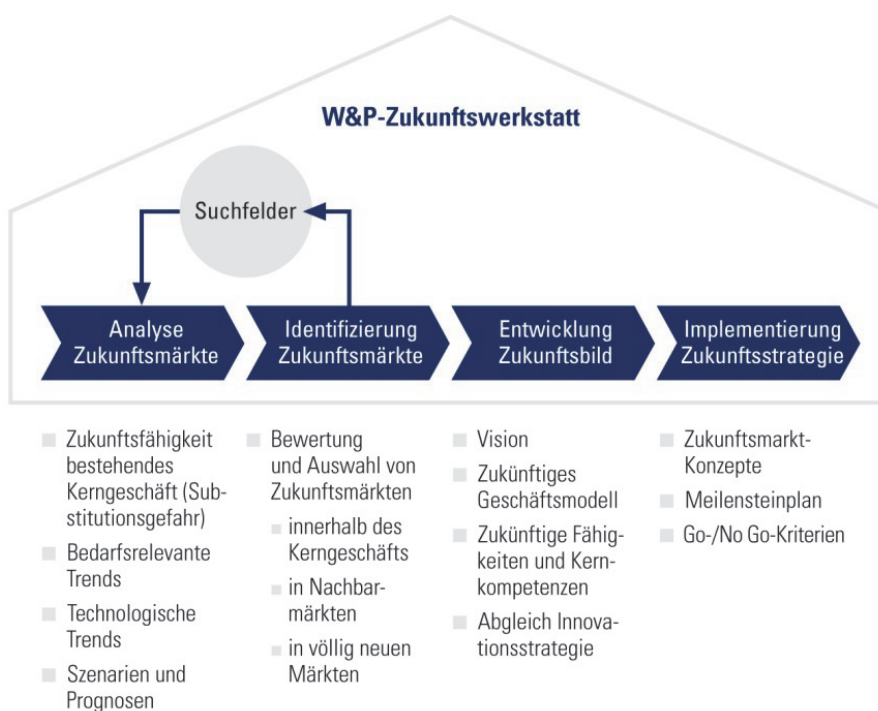 W&P-Zukunftswerkstatt
Suchfelder
Analyse
Zukunftsmärkte
Identifizierung
Zukunftsmärkte
Entwicklung
Zukunftsbild
Implementierung
Zukunftsstrategie
Zukunftsfähigkeit
bestehendes
Kerngeschäft (Sub-
stitutionsgefahr)
Bedarfsrelevante
Trends
Technologische
Trends
Szenarien und
Prognosen
Bewertung
und Auswahl von
Zukunftsmärkten
innerhalb des
Kerngeschäfts
in Nachbar-
märkten
in völlig neuen
Märkten
Vision
Zukünftiges
Geschäftsmodell
Zukünftige Fähig-
keiten und Kern-
kompetenzen
Abgleich Innova-
tionsstrategie
Zukunftsmarkt-
Konzepte
Meilensteinplan
Go-/No Go-Kriterien